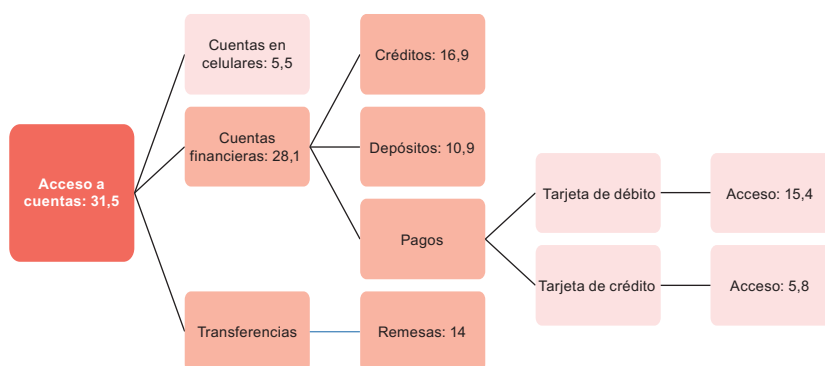 Acceso a
cuentas: 31,5
Cuentas en
celulares: 5,5
Cuentas
financieras: 28,1
Transferencias
Créditos: 16,9
Depósitos: 10,9
Pagos
Remesas: 14
Tarjeta de débito
Tarjeta de crédito
Acceso: 15,4
Acceso: 5,8